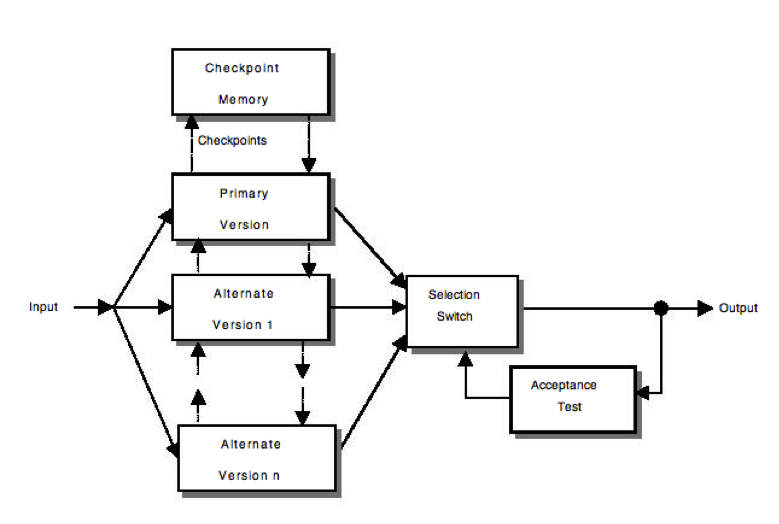 Checkpoint
Memory
Checkpoints
Primary
Version
Input
Alternate
Version 1
Selection
Switch
Output
Acceptance
Test
Alternate
Version n